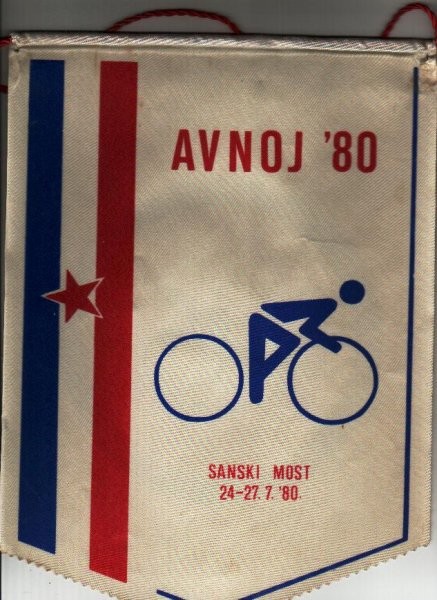 AVNOJ '80
SANSKI MOST
24-27. 7. '80.